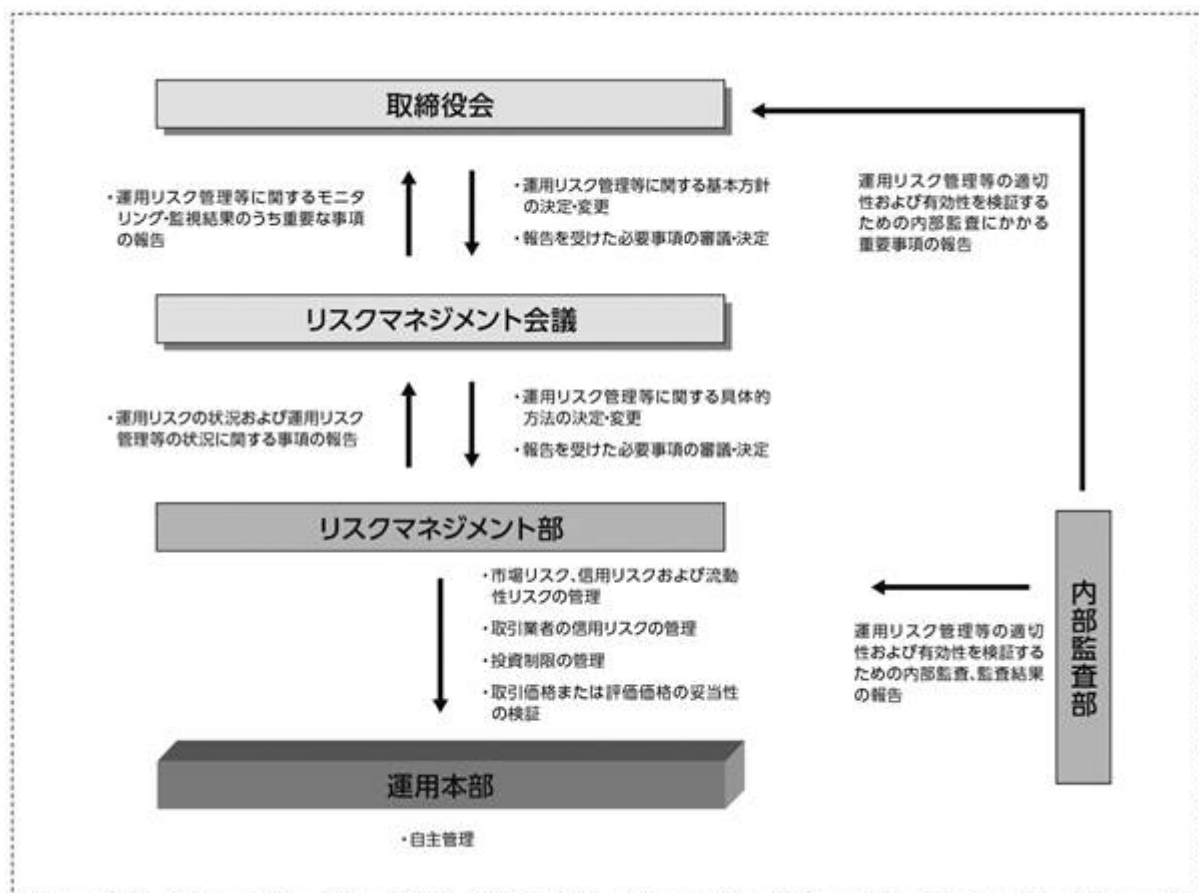 取締役会
・運用リスク管理等に関するモニタ
リング・監視結果のうち重要な事項
の報告
・運用リスク管理等に関する基本方針
の決定・変更
・報告を受けた必要事項の審議・決定
運用リスク管理等の適切
性および有効性を検証す
るための内部監査にかかる
重要事項の報告
リスクマネジメント会議
・運用リスクの状況および運用リスク
管理等の状況に関する事項の報告
・運用リスク管理等に関する具体的
方法の決定・変更
・報告を受けた必要事項の審議・決定
リスクマネジメント部
・市場リスク、信用リスクおよび流動
性リスクの管理
・取引業者の信用リスクの管理
・投資制限の管理
・取引価格または評価価格の妥当性
の検証
運用リスク管理等の適切
性および有効性を検証する
ための内部監査、監査結果
の報告
内部監査部
運用本部
・自主管理